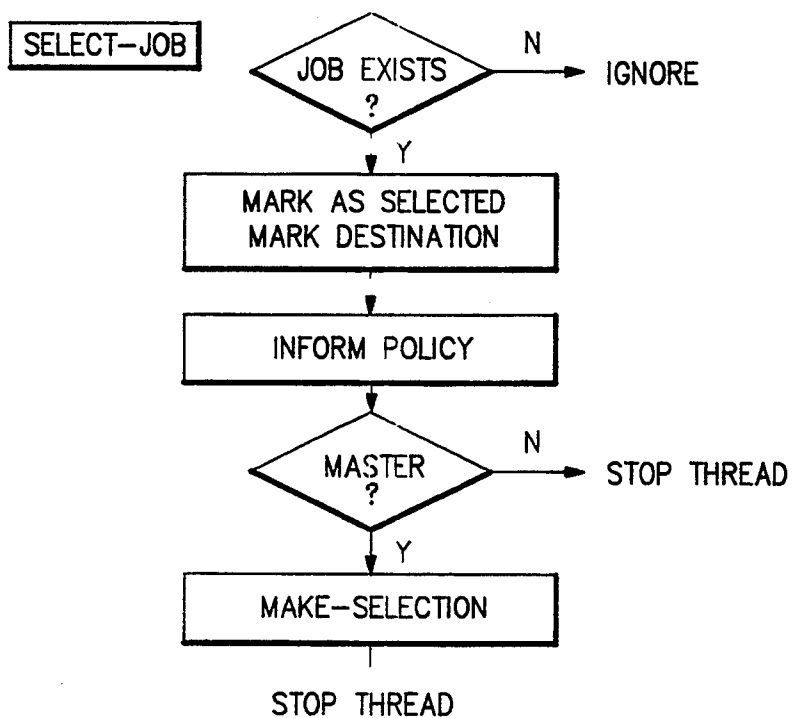 SELECT-JOB
JOB EXISTS
?
N
IGNORE
Y
MARK AS SELECTED
MARK DESTINATION
INFORM POLICY
MASTER
?
N
STOP THREAD
Y
MAKE-SELECTION
STOP THREAD